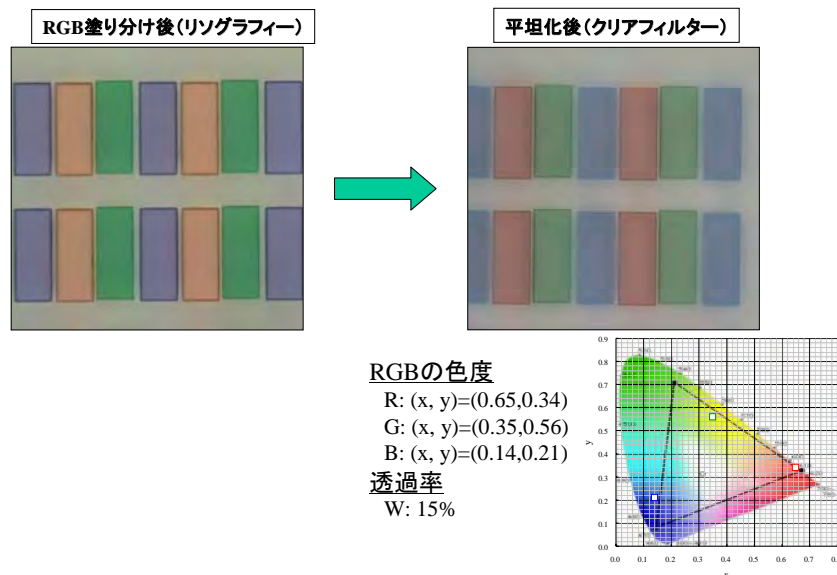 RGB塗り分け後(リソグラフィー)
平坦化後(クリアフィルター)
RGBの色度
R: (x, y)=(0.65,0.34)
G: (x, y)=(0.35,0.56)
B: (x, y)=(0.14,0.21)
透過率
W: 15%
0.9
0.8
0.7
0.6
0.5
0.4
0.3
0.2
0.1
0.0
y
0.0 0.1 0.2 0.3 0.4 0.5 0.6 0.7